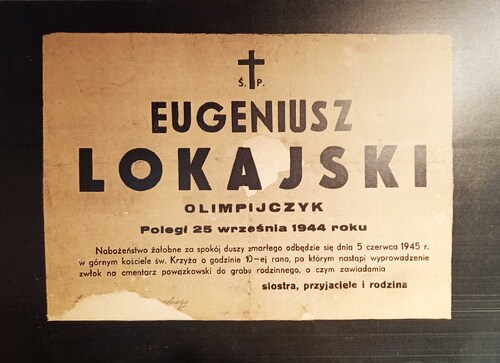 Ś. P.
EUGENIUSZ
LOKAJSKI
OLIMPIJCZYK
Poległ 25 września 1944 roku
Nabożeństwo żałobne za spokój duszy zmarłego odbędzie się dnia 5 czerwca 1945 r.
w górnym kościele św. Krzyża o godzinie 10-ej rano, po którym nastąpi wyprowadzenie
zwłok na cmentarz powązkowski do grobu rodzinnego, o czym zawiadamia
siostra, przyjaciele i rodzina